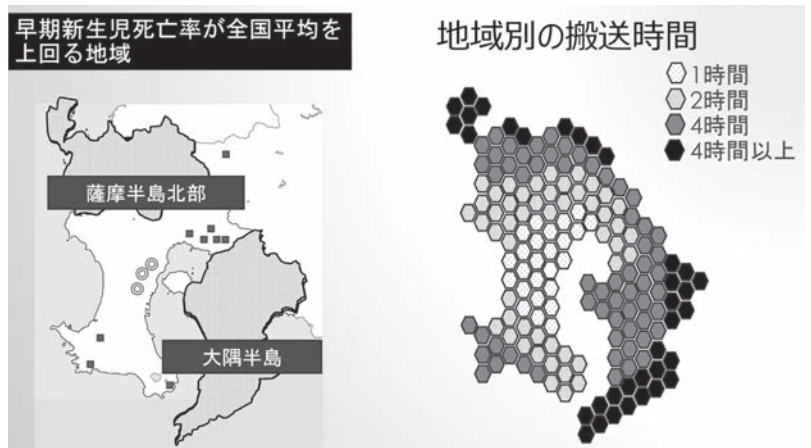 早期新生児死亡率が全国平均を
上回る地域
薩摩半島北部
大隅半島
地域別の搬送時間
1時間
2時間
4時間
4時間以上